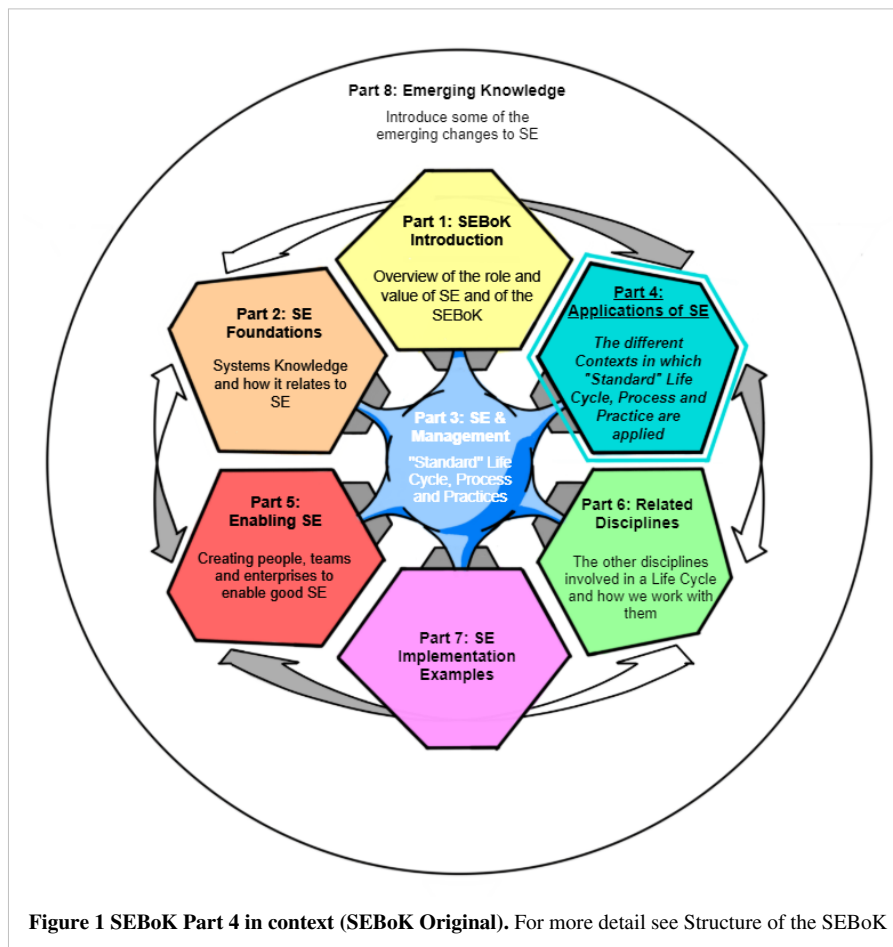 Part 8: Emerging Knowledge
Introduce some of the
emerging changes to SE
Part 1: SEBoK
Introduction
Overview of the role and
value of SE and of the
SEBoK
Part 2: SE
Foundations
Systems Knowledge
and how it relates to
SE
Part 4:
Applications of SE
The different
Contexts in which
"Standard" Life
Cycle, Process and
Practice are
applied
Part 3: SE &
Management
"Standard" Life
Cycle, Process
and Practices
Part 5:
Enabling SE
Creating people, teams
and enterprises to
enable good SE
Part 6: Related
Disciplines
The other disciplines
involved in a Life Cycle
and how we work with
them
Part 7: SE
Implementation
Examples
Figure 1 SEBoK Part 4 in context (SEBoK Original). For more detail see Structure of the SEBoK